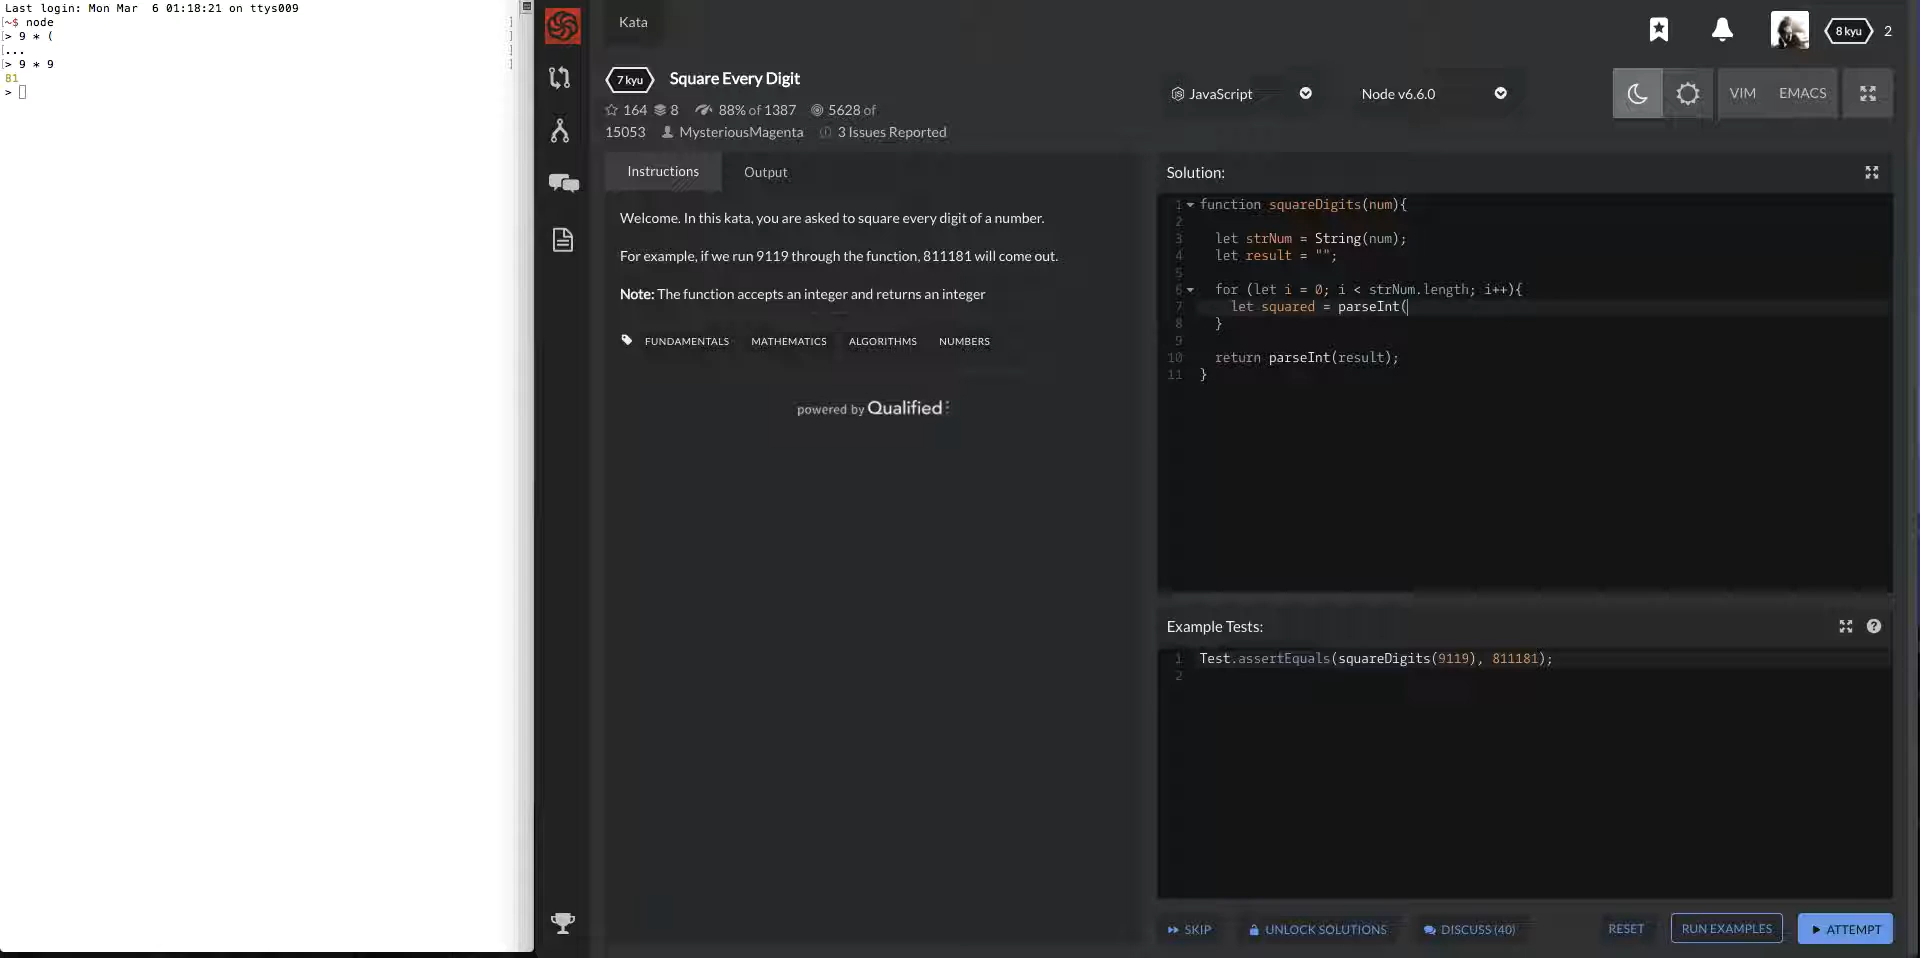 Last login: Mon Mar  6 01:18:21 on ttys009
[~$ node
[> 9 * (
[...
[> 9 * 9
81
>
Kata
8 kyu 2
7 kyu Square Every Digit
164 8 88% of 1387 5628 of
15053 MysteriousMagenta 3 Issues Reported
JavaScript Node v6.6.0 VIM EMACS
Instructions Output
Welcome. In this kata, you are asked to square every digit of a number.
For example, if we run 9119 through the function, 811181 will come out.
Note: The function accepts an integer and returns an integer
FUNDAMENTALS MATHEMATICS ALGORITHMS NUMBERS
powered by Qualified
Solution:
1 function squareDigits(num){
2
3 let strNum = String(num);
4 let result = "";
5
6 for (let i = 0; i < strNum.length; i++){
7 let squared = parseInt(
8 }
9
10 return parseInt(result);
11 }
Example Tests:
1 Test.assertEquals(squareDigits(9119), 811181);
2
SKIP UNLOCK SOLUTIONS DISCUSS (40) RESET RUN EXAMPLES ATTEMPT